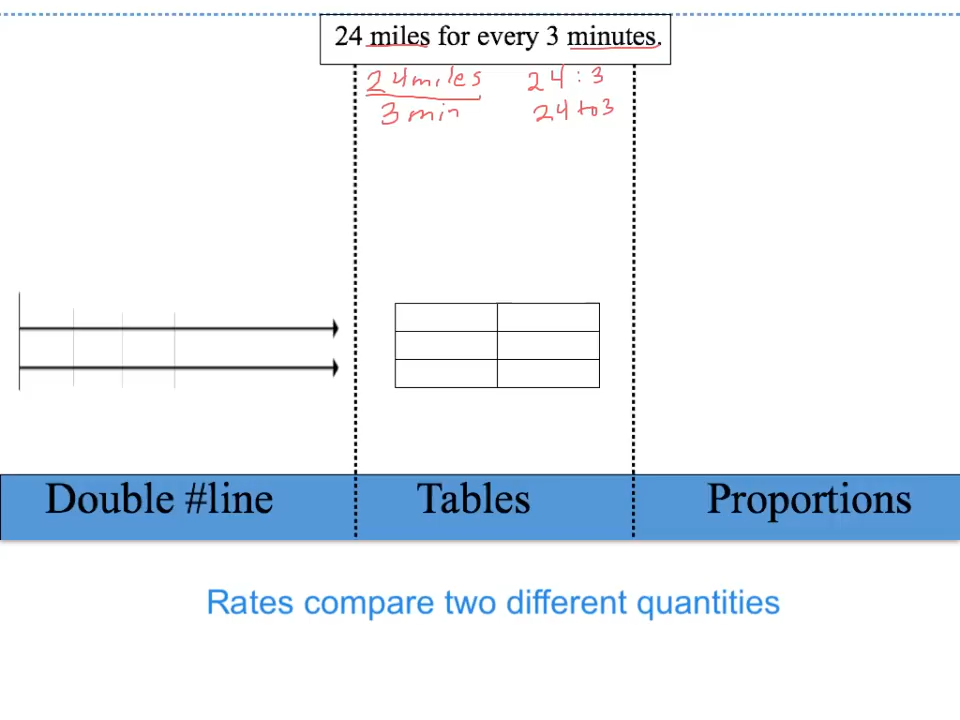 24 miles for every 3 minutes.
24 miles 24 : 3
3 min 24 to 3
Double #line Tables Proportions
Rates compare two different quantities